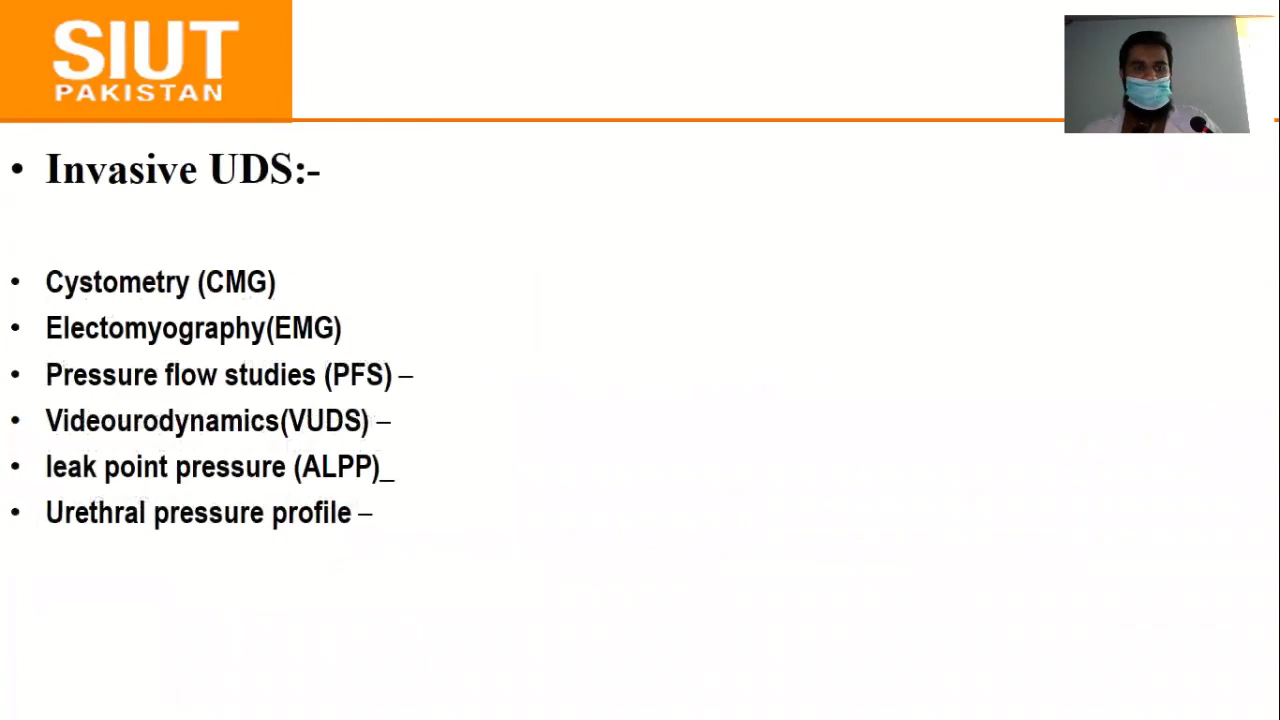 SIUT
PAKISTAN
• Invasive UDS:-
• Cystometry (CMG)
• Electomyography(EMG)
• Pressure flow studies (PFS) –
• Videourodynamics(VUDS) –
• leak point pressure (ALPP)_
• Urethral pressure profile –